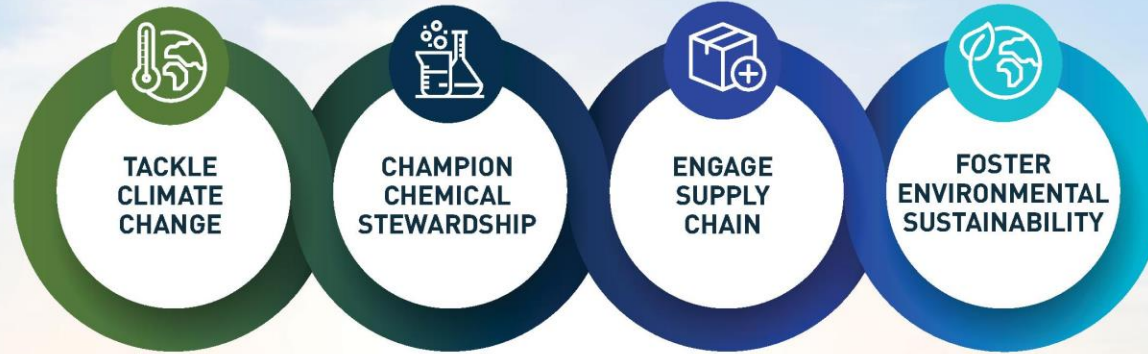 TACKLE
CLIMATE
CHANGE
CHAMPION
CHEMICAL
STEWARDSHIP
ENGAGE
SUPPLY
CHAIN
FOSTER
ENVIRONMENTAL
SUSTAINABILITY